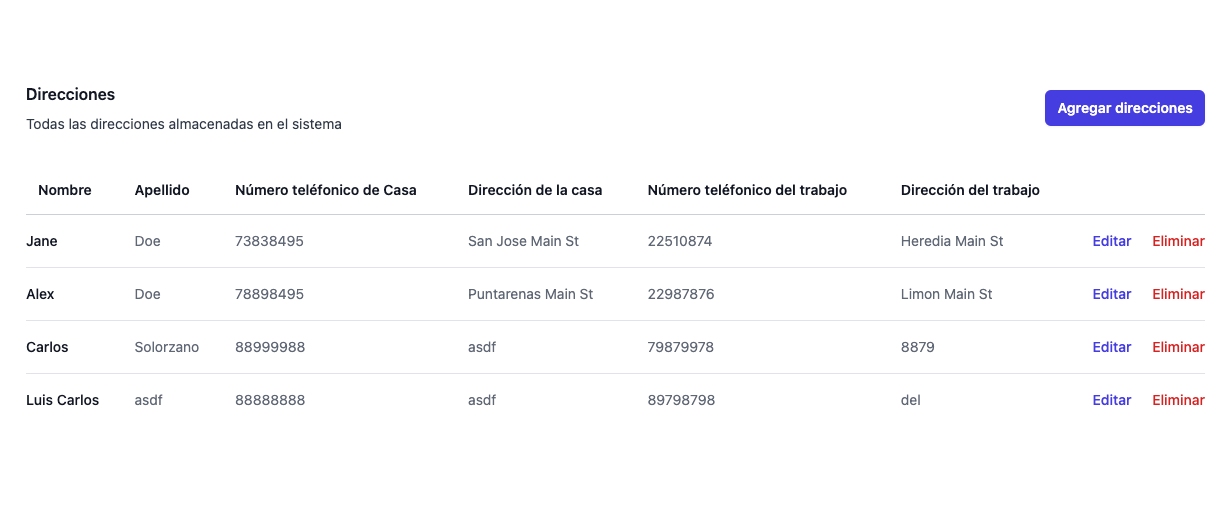 Direcciones
Todas las direcciones almacenadas en el sistema
Agregar direcciones
Nombre Apellido Número teléfonico de Casa Dirección de la casa Número teléfonico del trabajo Dirección del trabajo
Jane Doe 73838495 San Jose Main St 22510874 Heredia Main St Editar Eliminar
Alex Doe 78898495 Puntarenas Main St 22987876 Limon Main St Editar Eliminar
Carlos Solorzano 88999988 asdf 79879978 8879 Editar Eliminar
Luis Carlos asdf 88888888 asdf 89798798 del Editar Eliminar